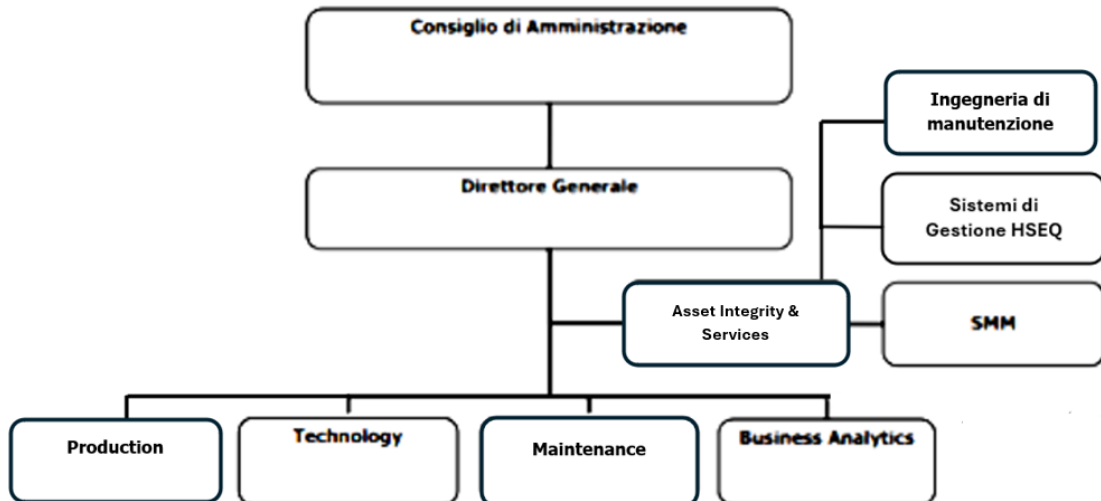 Consiglio di Amministrazione
Direttore Generale
Ingegneria di
manutenzione
Sistemi di
Gestione HSEQ
Asset Integrity &
Services
SMM
Production
Technology
Maintenance
Business Analytics